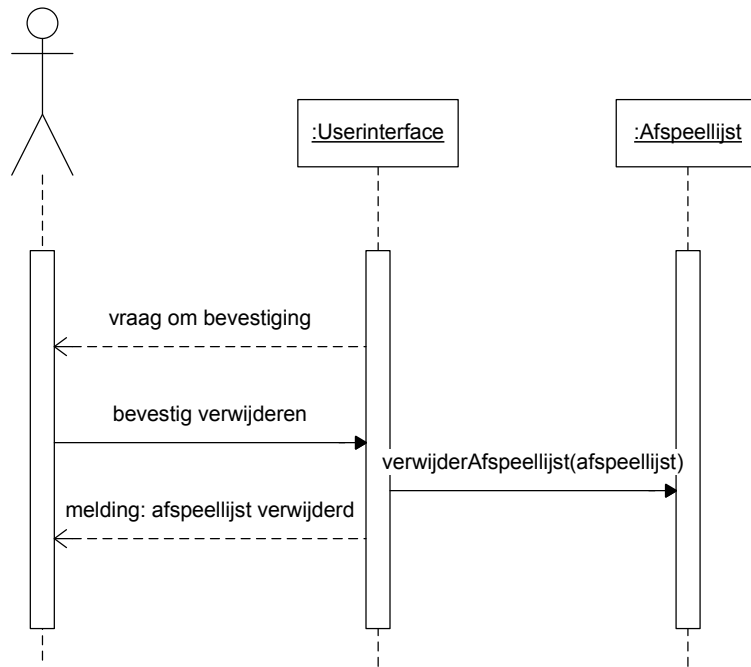 :Userinterface
:Afspeellijst
vraag om bevestiging
bevestig verwijderen
verwijderAfspeellijst(afspeellijst)
melding: afspeellijst verwijderd